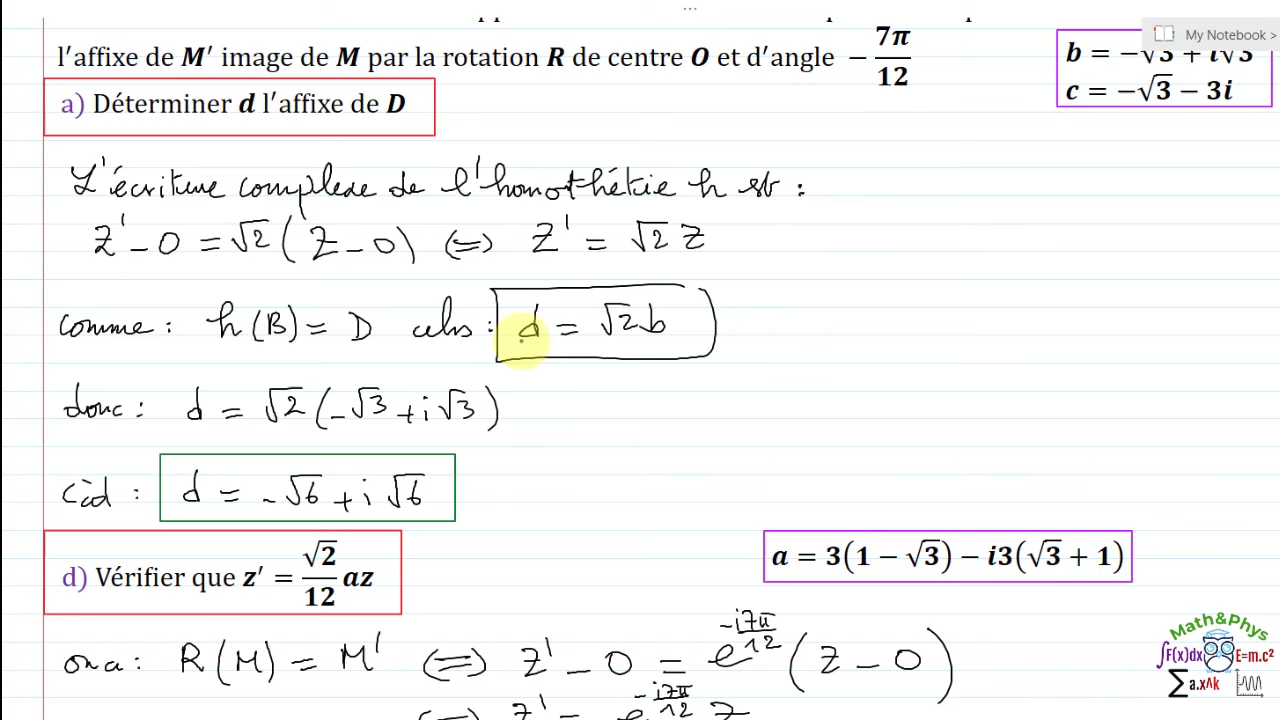 My Notebook >
l'affixe de M' image de M par la rotation R de centre O et d'angle − 7π/12
b = −√3 + i√3
c = −√3 − 3i
a) Déterminer d l'affixe de D
L'écriture complexe de l'homothétie h est :
Z' − 0 = √2 (Z − 0) ⟺ Z' = √2 Z
comme : h(B) = D alors : d = √2 b
donc : d = √2 (−√3 + i√3)
càd : d = −√6 + i√6
d) Vérifier que z' = √2/12 az
a = 3(1 − √3) − i3(√3 + 1)
on a : R(M) = M' ⟺ Z' − 0 = e^(−i7π/12) (Z − 0)
⟺ Z' = e^(−i7π/12) Z
Math&Phys
∫F(x)dx E=m.c²
∑ a.x∧k